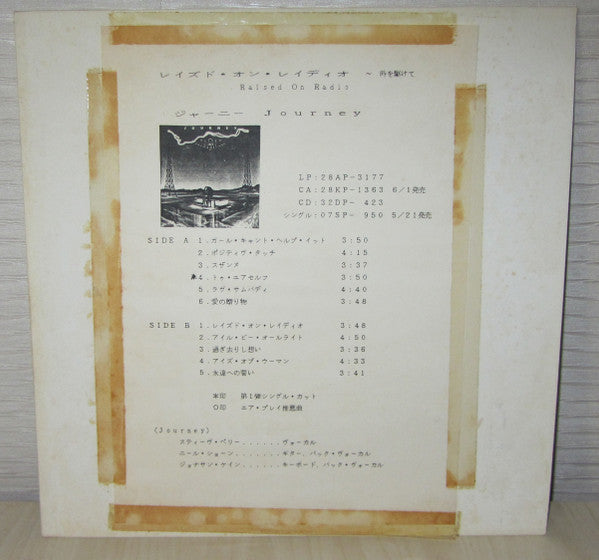 レイズド・オン・レイディオ ～ 時を駆けて
Raised On Radio
ジャーニー Journey
JOURNEY
LP:28AP-3177
CA:28KP-1363 6/1発売
CD:32DP- 423
シングル:07SP- 950 5/21発売
SIDE A 1.ガール・キャント・ヘルプ・イット 3:50
2.ポジティヴ・タッチ 4:15
3.スザンヌ 3:37
4.トゥ・ユアセルフ 3:50
5.ラヴ・サムバディ 4:40
6.愛の贈り物 3:48
SIDE B 1.レイズド・オン・レイディオ 3:48
2.アイル・ビー・オールライト 4:50
3.過ぎ去りし想い 3:36
4.アイズ・オブ・ウーマン 4:33
5.永遠への誓い 3:41
※印 第1弾シングル・カット
○印 エア・プレイ推薦曲
(Journey)
スティーヴ・ペリー.......ヴォーカル
ニール・ショーン.......ギター、バック・ヴォーカル
ジョナサン・ケイン.......キーボード、バック・ヴォーカル